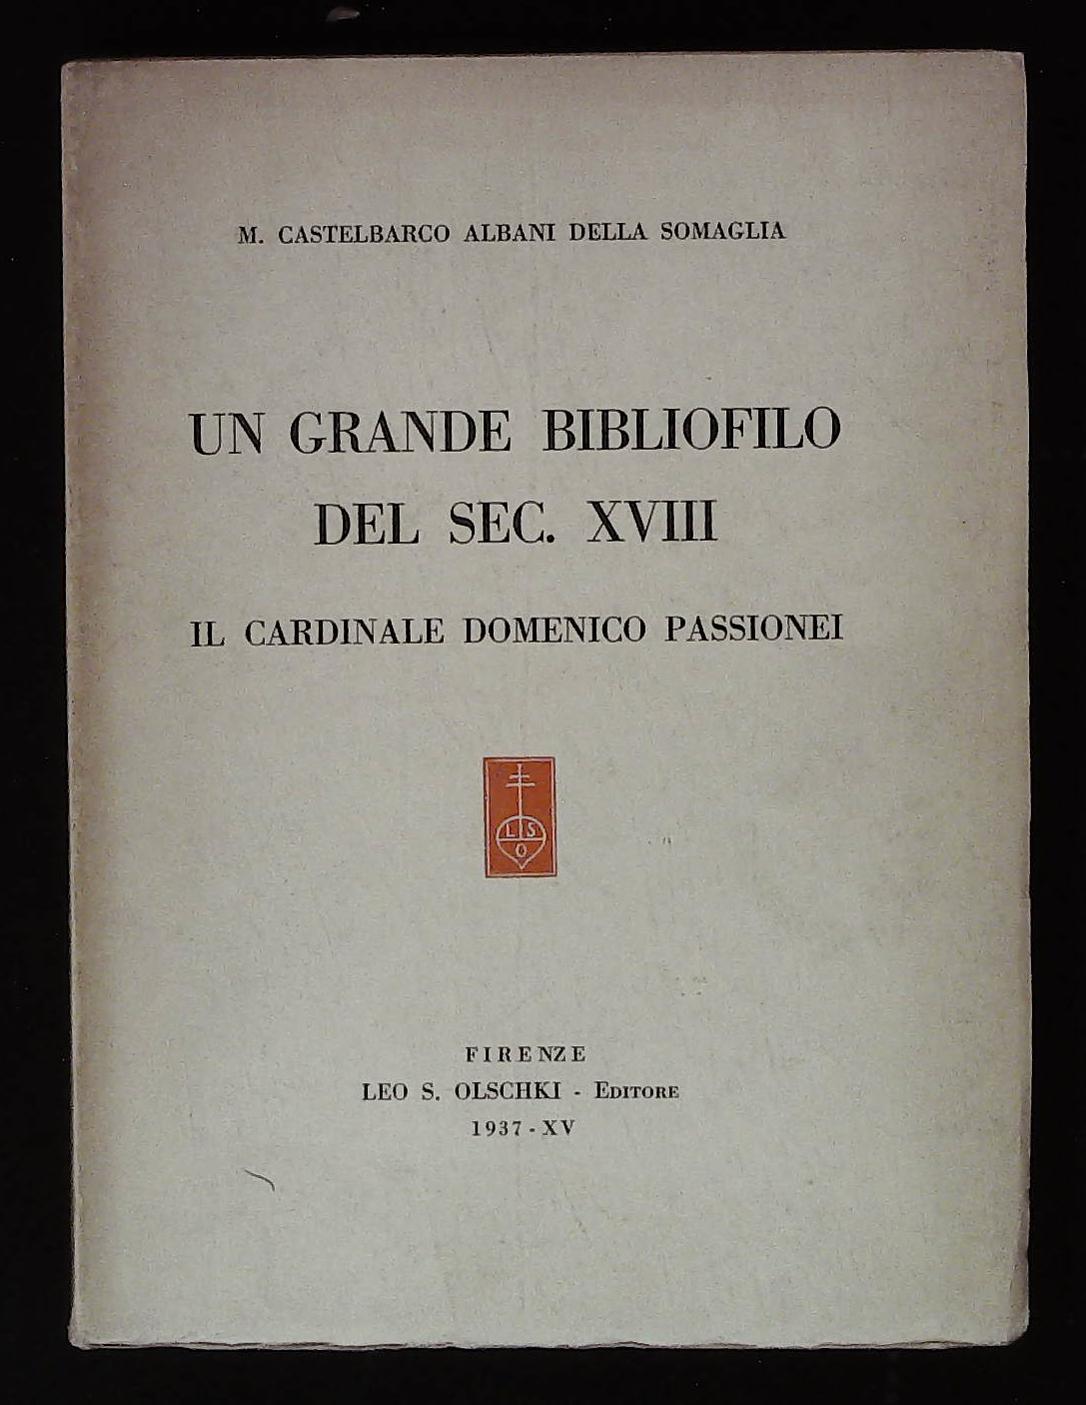 M. CASTELBARCO ALBANI DELLA SOMAGLIA
UN GRANDE BIBLIOFILO
DEL SEC. XVIII
IL CARDINALE DOMENICO PASSIONEI
L S
O
FIRENZE
LEO S. OLSCHKI - EDITORE
1937 - XV